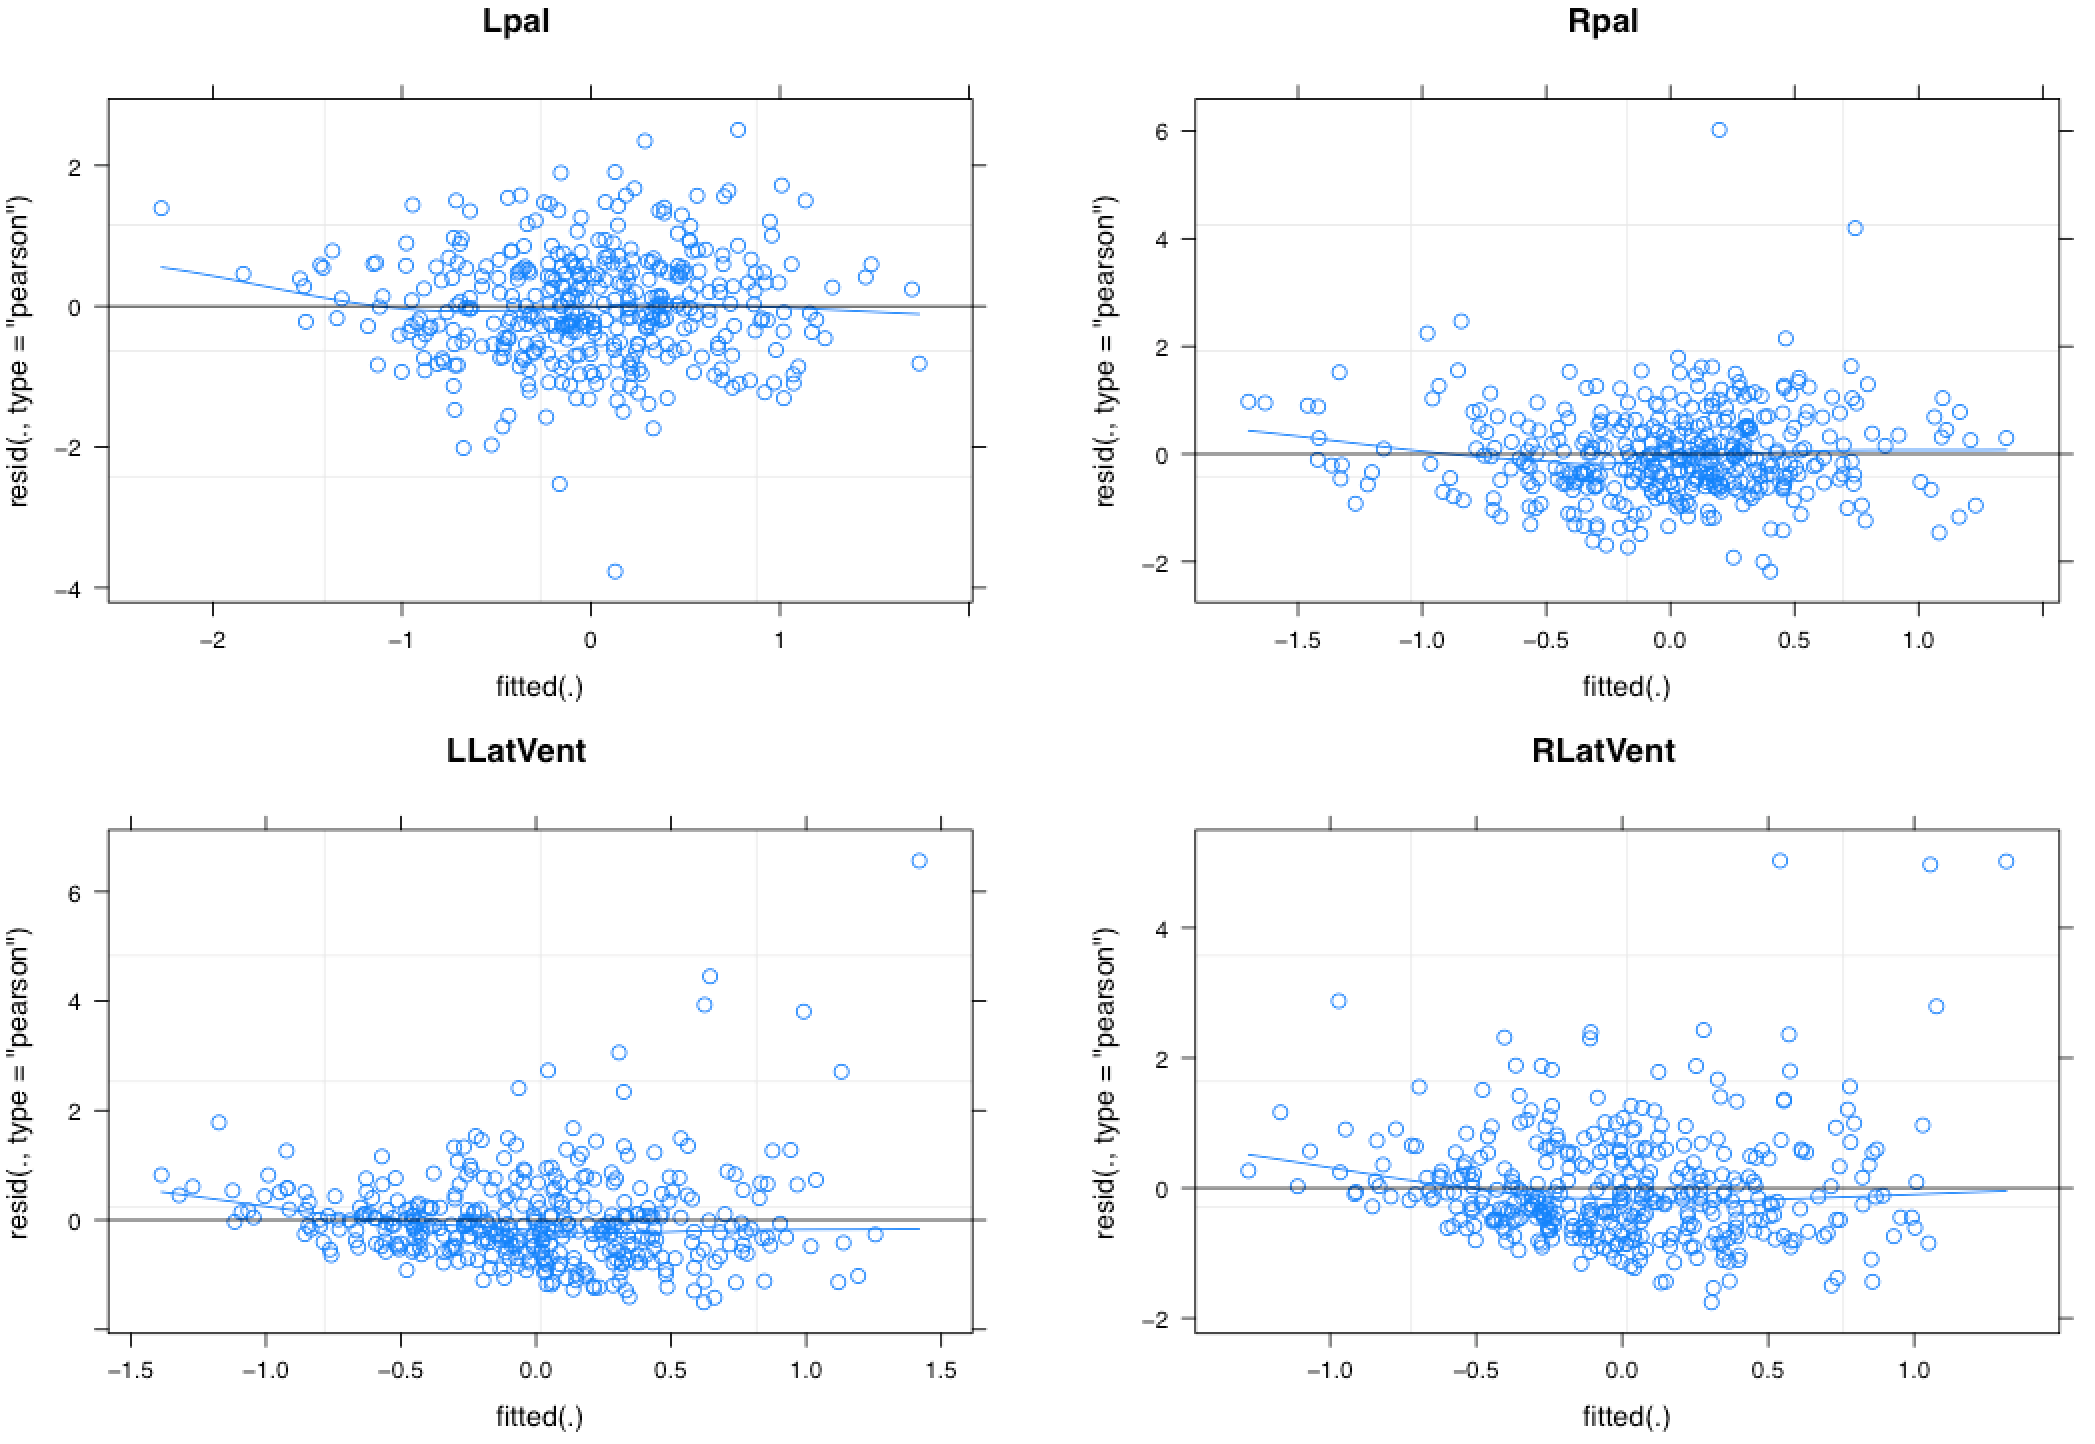 Lpal
resid(., type = "pearson")
2
0
−2
−4
−2 −1 0 1
fitted(.)
Rpal
resid(., type = "pearson")
6
4
2
0
−2
−1.5 −1.0 −0.5 0.0 0.5 1.0
fitted(.)
LLatVent
resid(., type = "pearson")
6
4
2
0
−1.5 −1.0 −0.5 0.0 0.5 1.0 1.5
fitted(.)
RLatVent
resid(., type = "pearson")
4
2
0
−2
−1.0 −0.5 0.0 0.5 1.0
fitted(.)